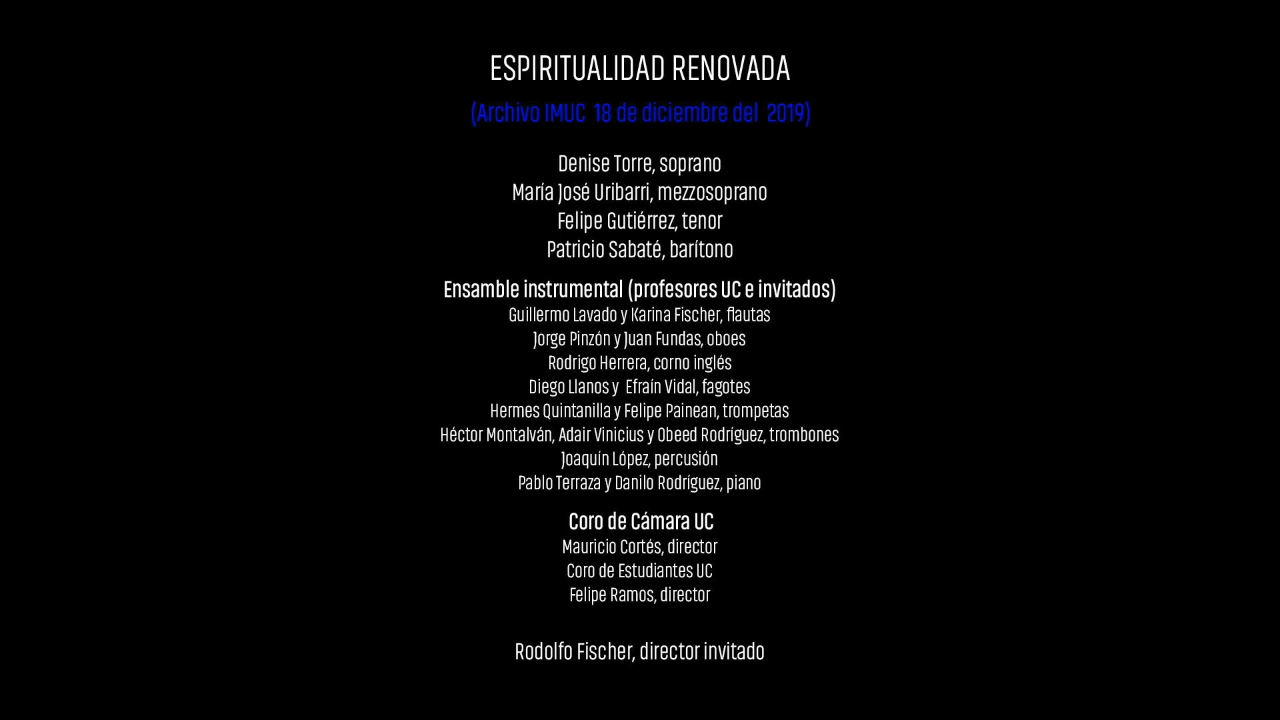 ESPIRITUALIDAD RENOVADA
(Archivo IMUC 18 de diciembre del 2019)
Denise Torre, soprano
María José Uribarri, mezzosoprano
Felipe Gutiérrez, tenor
Patricio Sabaté, barítono
Ensamble instrumental (profesores UC e invitados)
Guillermo Lavado y Karina Fischer, flautas
Jorge Pinzón y Juan Fundas, oboes
Rodrigo Herrera, corno inglés
Diego Llanos y Efraín Vidal, fagotes
Hermes Quintanilla y Felipe Painean, trompetas
Héctor Montalván, Adair Vinicius y Obeed Rodríguez, trombones
Joaquín López, percusión
Pablo Terraza y Danilo Rodríguez, piano
Coro de Cámara UC
Mauricio Cortés, director
Coro de Estudiantes UC
Felipe Ramos, director
Rodolfo Fischer, director invitado